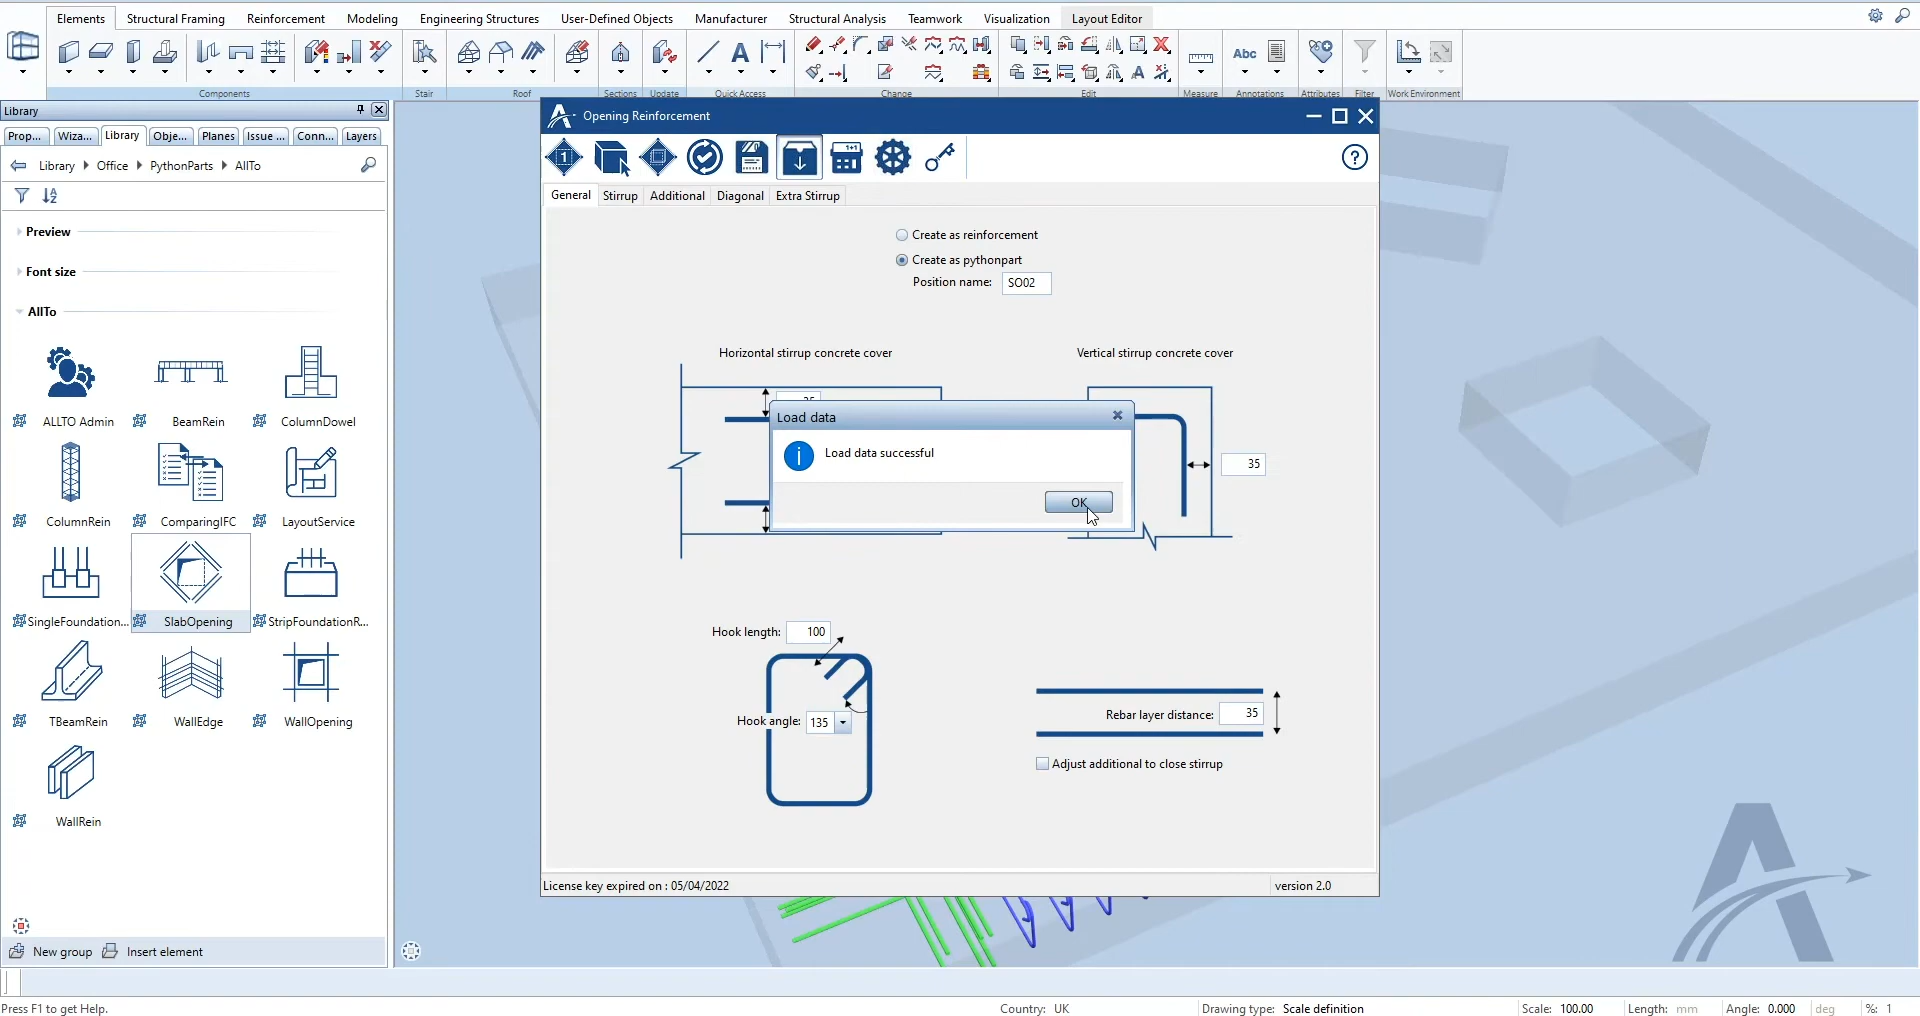 Elements Structural Framing Reinforcement Modeling Engineering Structures User-Defined Objects Manufacturer Structural Analysis Teamwork Visualization Layout Editor
Abc
Components Stair Roof Sections Update Quick Access Change Edit Measure Annotations Attributes Filter Work Environment
Library
Prop... Wiza... Library Obje... Planes Issue ... Conn... Layers
Library Office PythonParts AllTo
Preview
Font size
AllTo
ALLTO Admin BeamRein ColumnDowel
ColumnRein ComparingIFC LayoutService
SingleFoundation... SlabOpening StripFoundationR...
TBeamRein WallEdge WallOpening
WallRein
New group Insert element
Opening Reinforcement
General Stirrup Additional Diagonal Extra Stirrup
Create as reinforcement
Create as pythonpart
Position name: SO02
Horizontal stirrup concrete cover Vertical stirrup concrete cover
Load data
Load data successful
35
OK
Hook length: 100
Hook angle: 135
Rebar layer distance: 35
Adjust additional to close stirrup
License key expired on : 05/04/2022 version 2.0
Press F1 to get Help. Country: UK Drawing type: Scale definition Scale: 100.00 Length: mm Angle: 0.000 deg %: 1